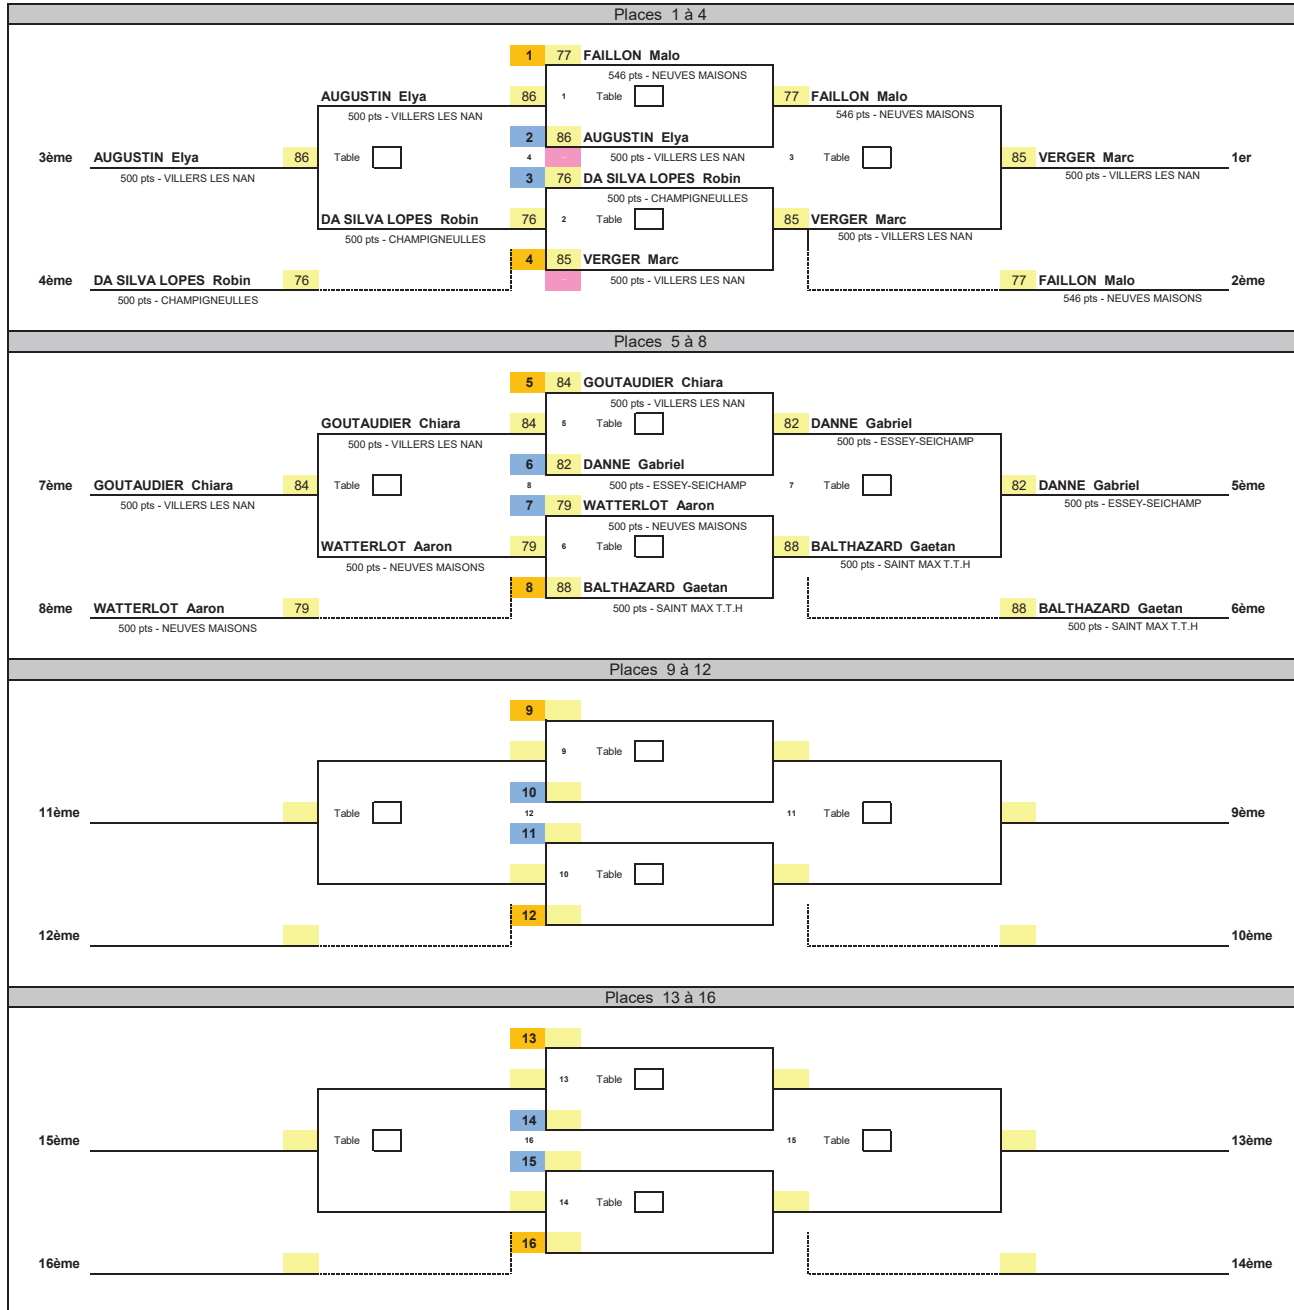 Places 1 à 4
1 77 FAILLON Malo
546 pts - NEUVES MAISONS
AUGUSTIN Elya 86 1 Table 77 FAILLON Malo
500 pts - VILLERS LES NAN 546 pts - NEUVES MAISONS
2 86 AUGUSTIN Elya
3ème AUGUSTIN Elya 86 Table 4 500 pts - VILLERS LES NAN 3 Table 85 VERGER Marc 1er
500 pts - VILLERS LES NAN 3 76 DA SILVA LOPES Robin 500 pts - VILLERS LES NAN
500 pts - CHAMPIGNEULLES
DA SILVA LOPES Robin 76 2 Table 85 VERGER Marc
500 pts - CHAMPIGNEULLES 500 pts - VILLERS LES NAN
4 85 VERGER Marc
4ème DA SILVA LOPES Robin 76 500 pts - VILLERS LES NAN 77 FAILLON Malo 2ème
500 pts - CHAMPIGNEULLES 546 pts - NEUVES MAISONS
Places 5 à 8
5 84 GOUTAUDIER Chiara
500 pts - VILLERS LES NAN
GOUTAUDIER Chiara 84 5 Table 82 DANNE Gabriel
500 pts - VILLERS LES NAN 500 pts - ESSEY-SEICHAMP
6 82 DANNE Gabriel
7ème GOUTAUDIER Chiara 84 Table 8 500 pts - ESSEY-SEICHAMP 7 Table 82 DANNE Gabriel 5ème
500 pts - VILLERS LES NAN 7 79 WATTERLOT Aaron 500 pts - ESSEY-SEICHAMP
500 pts - NEUVES MAISONS
WATTERLOT Aaron 79 6 Table 88 BALTHAZARD Gaetan
500 pts - NEUVES MAISONS 500 pts - SAINT MAX T.T.H
8 88 BALTHAZARD Gaetan
8ème WATTERLOT Aaron 79 500 pts - SAINT MAX T.T.H 88 BALTHAZARD Gaetan 6ème
500 pts - NEUVES MAISONS 500 pts - SAINT MAX T.T.H
Places 9 à 12
9
9 Table
10
11ème Table 12 11 Table 9ème
11
10 Table
12
12ème 10ème
Places 13 à 16
13
13 Table
14
15ème Table 16 15 Table 13ème
15
14 Table
16
16ème 14ème